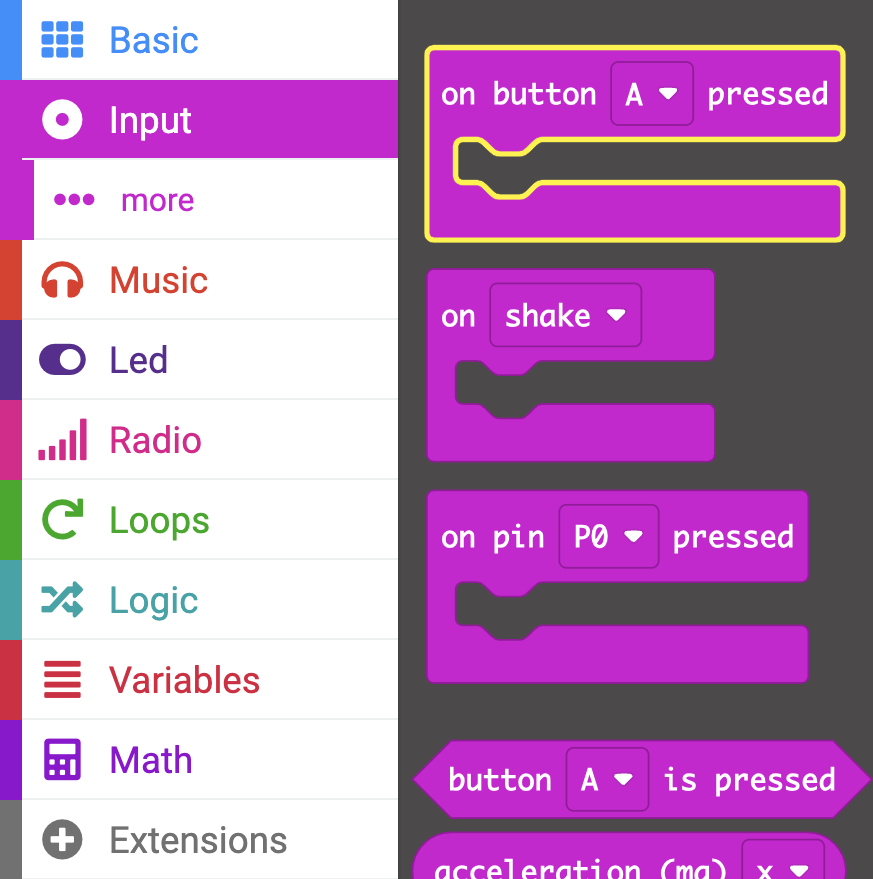 Basic
Input
more
Music
Led
Radio
Loops
Logic
Variables
Math
Extensions
on button A pressed
on shake
on pin P0 pressed
button A is pressed
acceleration (mg) x